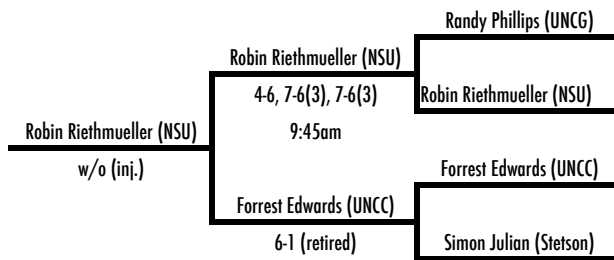 Randy Phillips (UNCG)
Robin Riethmueller (NSU)
4-6, 7-6(3), 7-6(3)
Robin Riethmueller (NSU)
9:45am
Robin Riethmueller (NSU)
w/o (inj.)
Forrest Edwards (UNCC)
Forrest Edwards (UNCC)
6-1 (retired)
Simon Julian (Stetson)